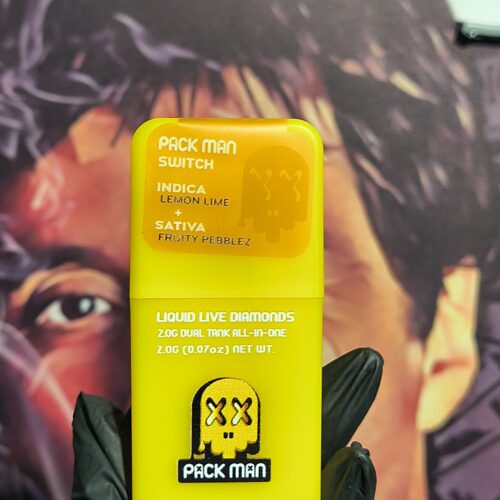 PACK MAN
SWITCH
INDICA
LEMON LIME
+
SATIVA
FRUITY PEBBLEZ
LIQUID LIVE DIAMONDS
2.0G DUAL TANK ALL-IN-ONE
2.0G (0.07oz) NET WT.
PACK MAN